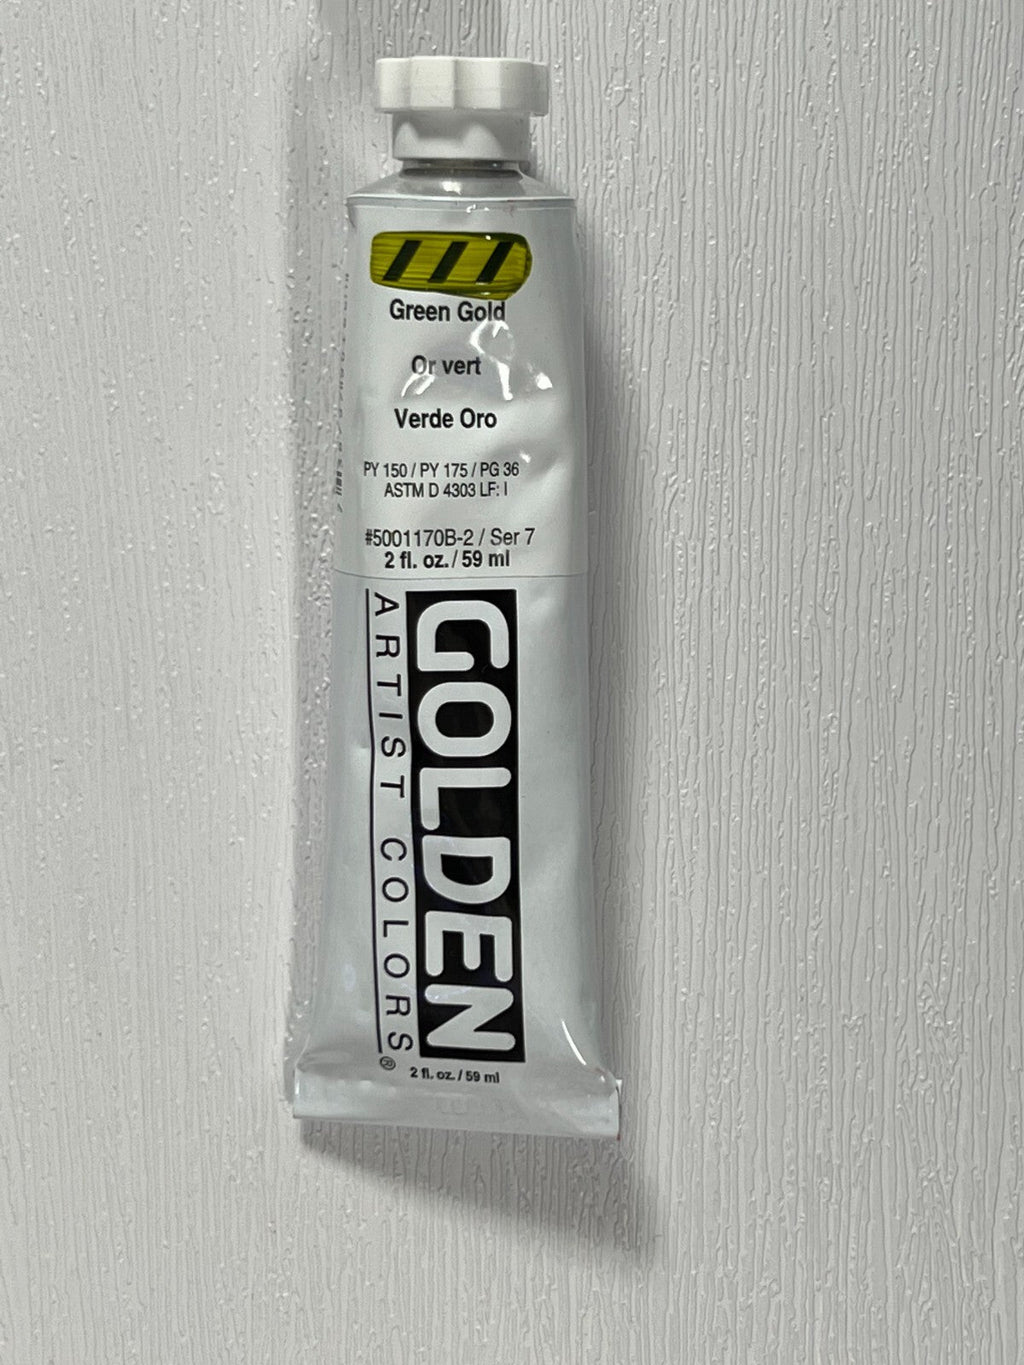 Green Gold
Or vert
Verde Oro
PY 150 / PY 175 / PG 36
ASTM D 4303 LF: I
#5001170B-2 / Ser 7
2 fl. oz. / 59 ml
GOLDEN
ARTIST COLORS®
2 fl. oz. / 59 ml